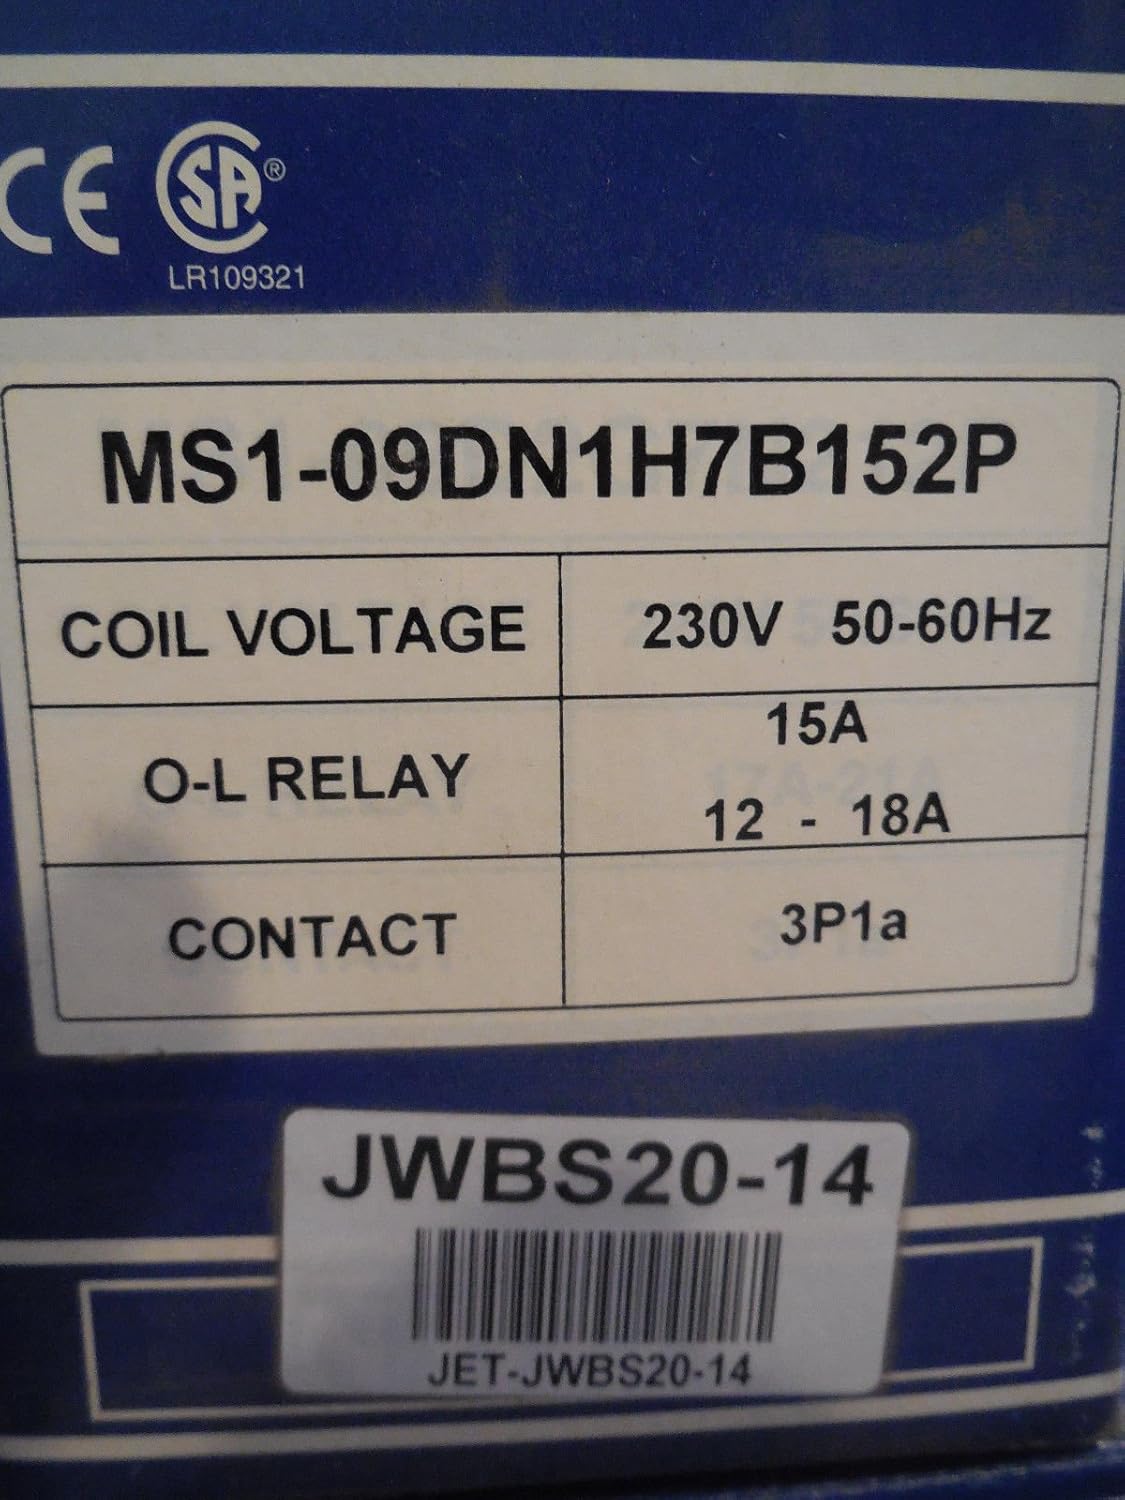 CE CSA®
LR109321
MS1-09DN1H7B152P
COIL VOLTAGE 230V 50-60Hz
O-L RELAY 15A
12 - 18A
CONTACT 3P1a
JWBS20-14
JET-JWBS20-14